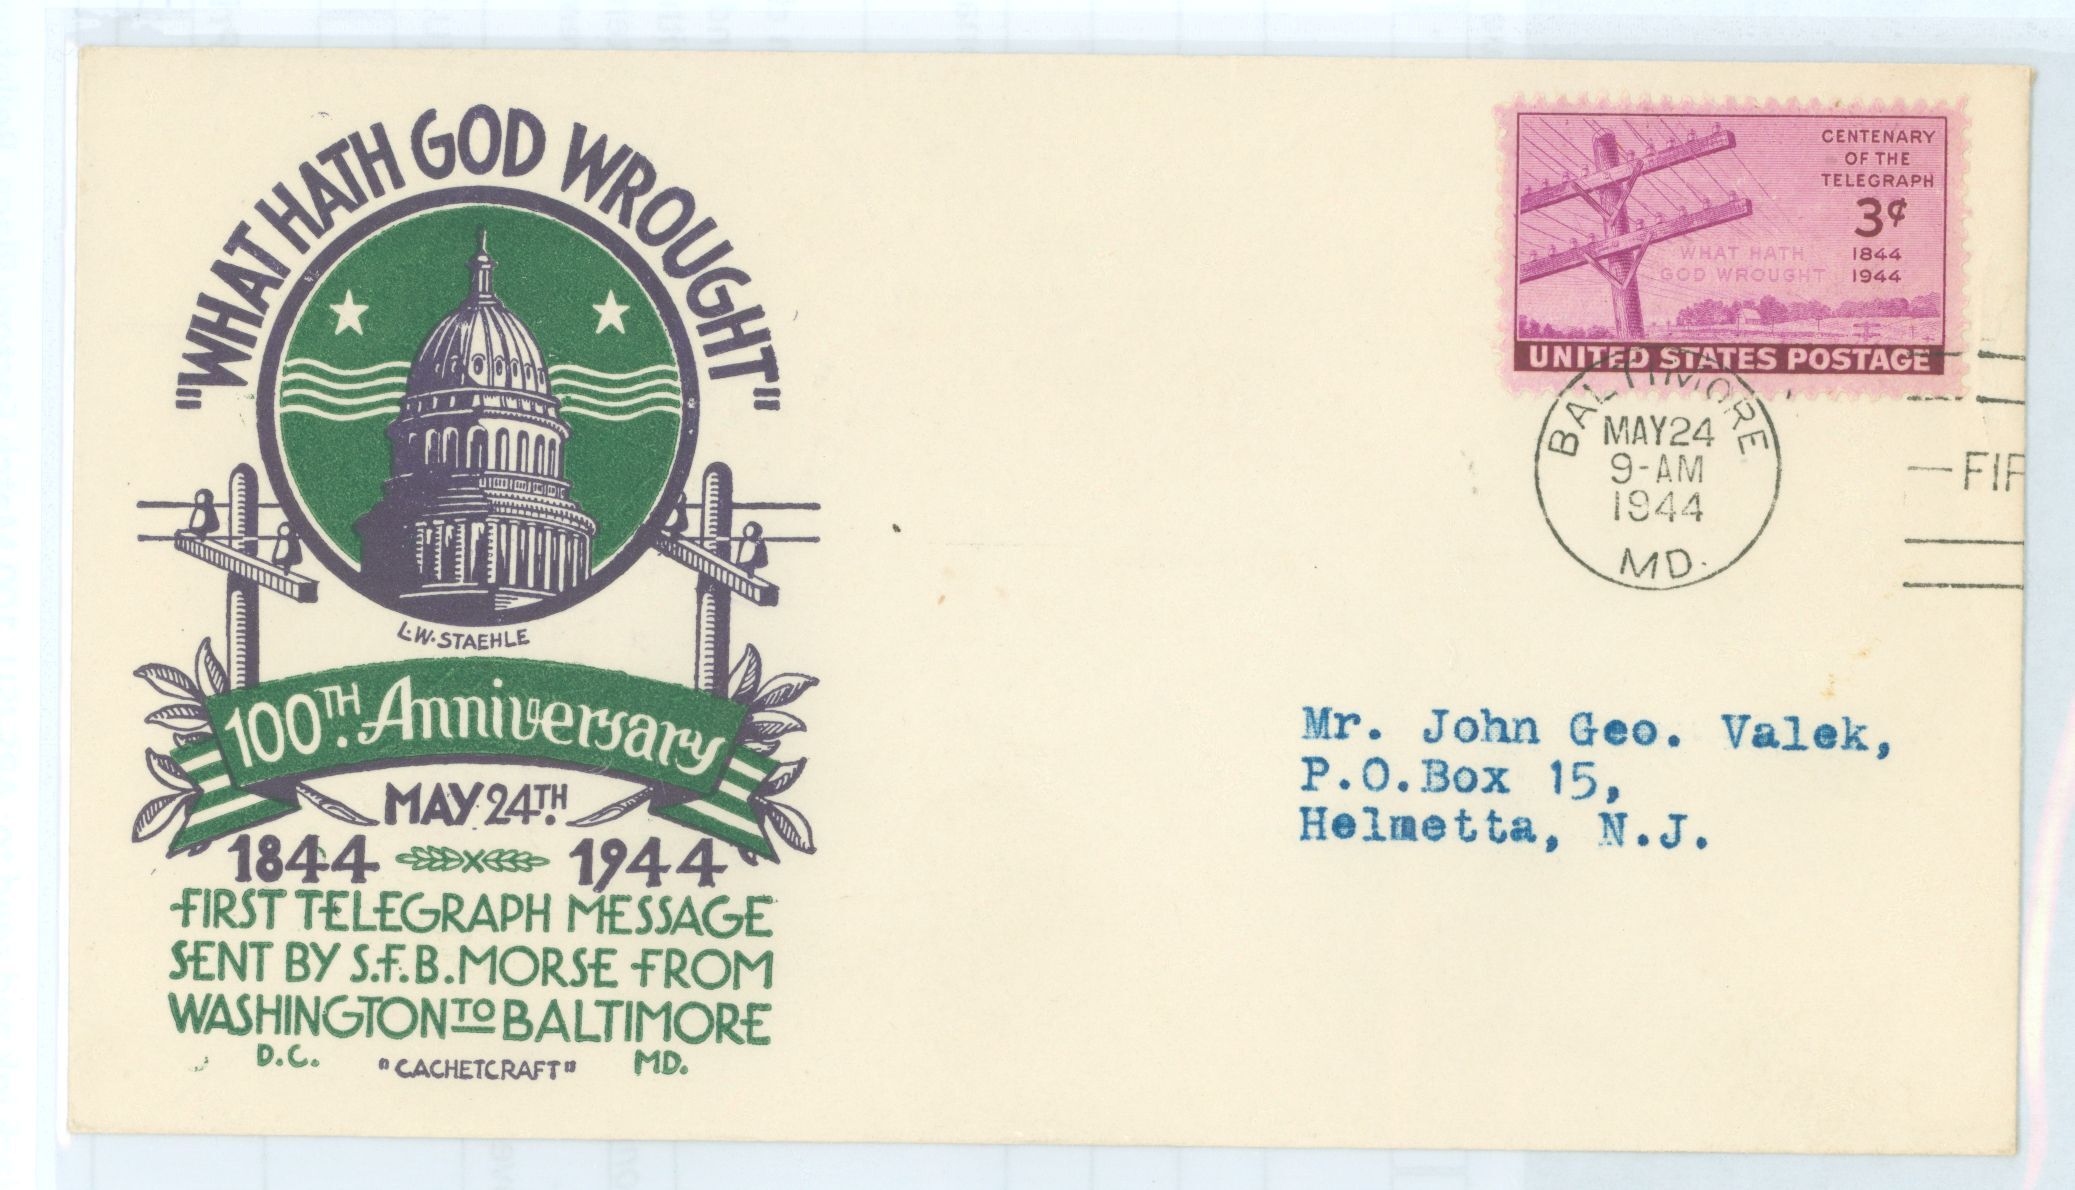 "WHAT HATH GOD WROUGHT"
L.W. STAEHLE
100TH. Anniversary
MAY 24TH.
1844 1944
FIRST TELEGRAPH MESSAGE
SENT BY S.F.B. MORSE FROM
WASHINGTON TO BALTIMORE
D.C. MD.
"CACHETCRAFT"
CENTENARY
OF THE
TELEGRAPH
3¢
WHAT HATH
GOD WROUGHT
1844
1944
UNITED STATES POSTAGE
BALTIMORE
MAY 24
9-AM
1944
MD.
Mr. John Geo. Valek,
P.O.Box 15,
Helmetta, N.J.